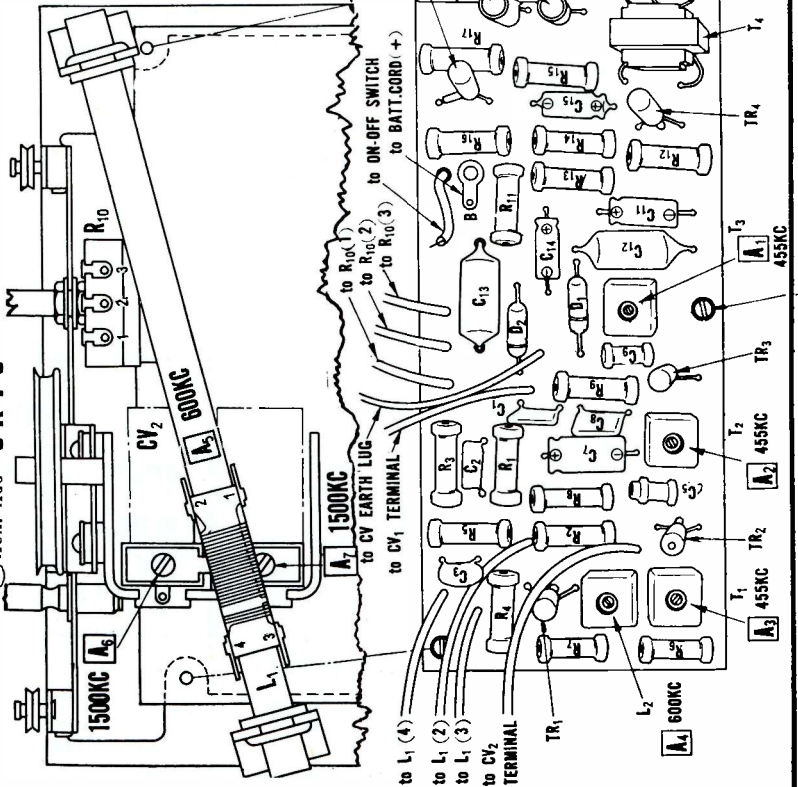 R₁₀
1
2
3
CV₂
A₅ 600KC
2
1
4
3
L₁
A₆
1500KC
A₇
1500KC
to CV EARTH LUG
to CV₁ TERMINAL
to R₁₀(1)
to R₁₀(2)
to R₁₀(3)
to ON-OFF SWITCH
to BATT.CORD(+)
to L₁ (4)
to L₁ (2)
to L₁ (3)
to CV₂
TERMINAL
R₁₇
R₁₅
C₁₅
R₁₆
R₁₄
R₁₃
R₁₂
B
R₁₁
C₁₁
C₁₄
C₁₂
C₁₃
D₂
D₁
C₉
R₉
C₁
C₈
R₃
C₂
R₁
C₇
R₈
C₅
R₅
R₂
C₃
R₄
R₇
R₆
T₄
TR₄
T₃
A₁
455KC
TR₃
T₂
A₂
455KC
TR₂
T₁
A₃
455KC
L₂
A₄ 600KC
TR₁